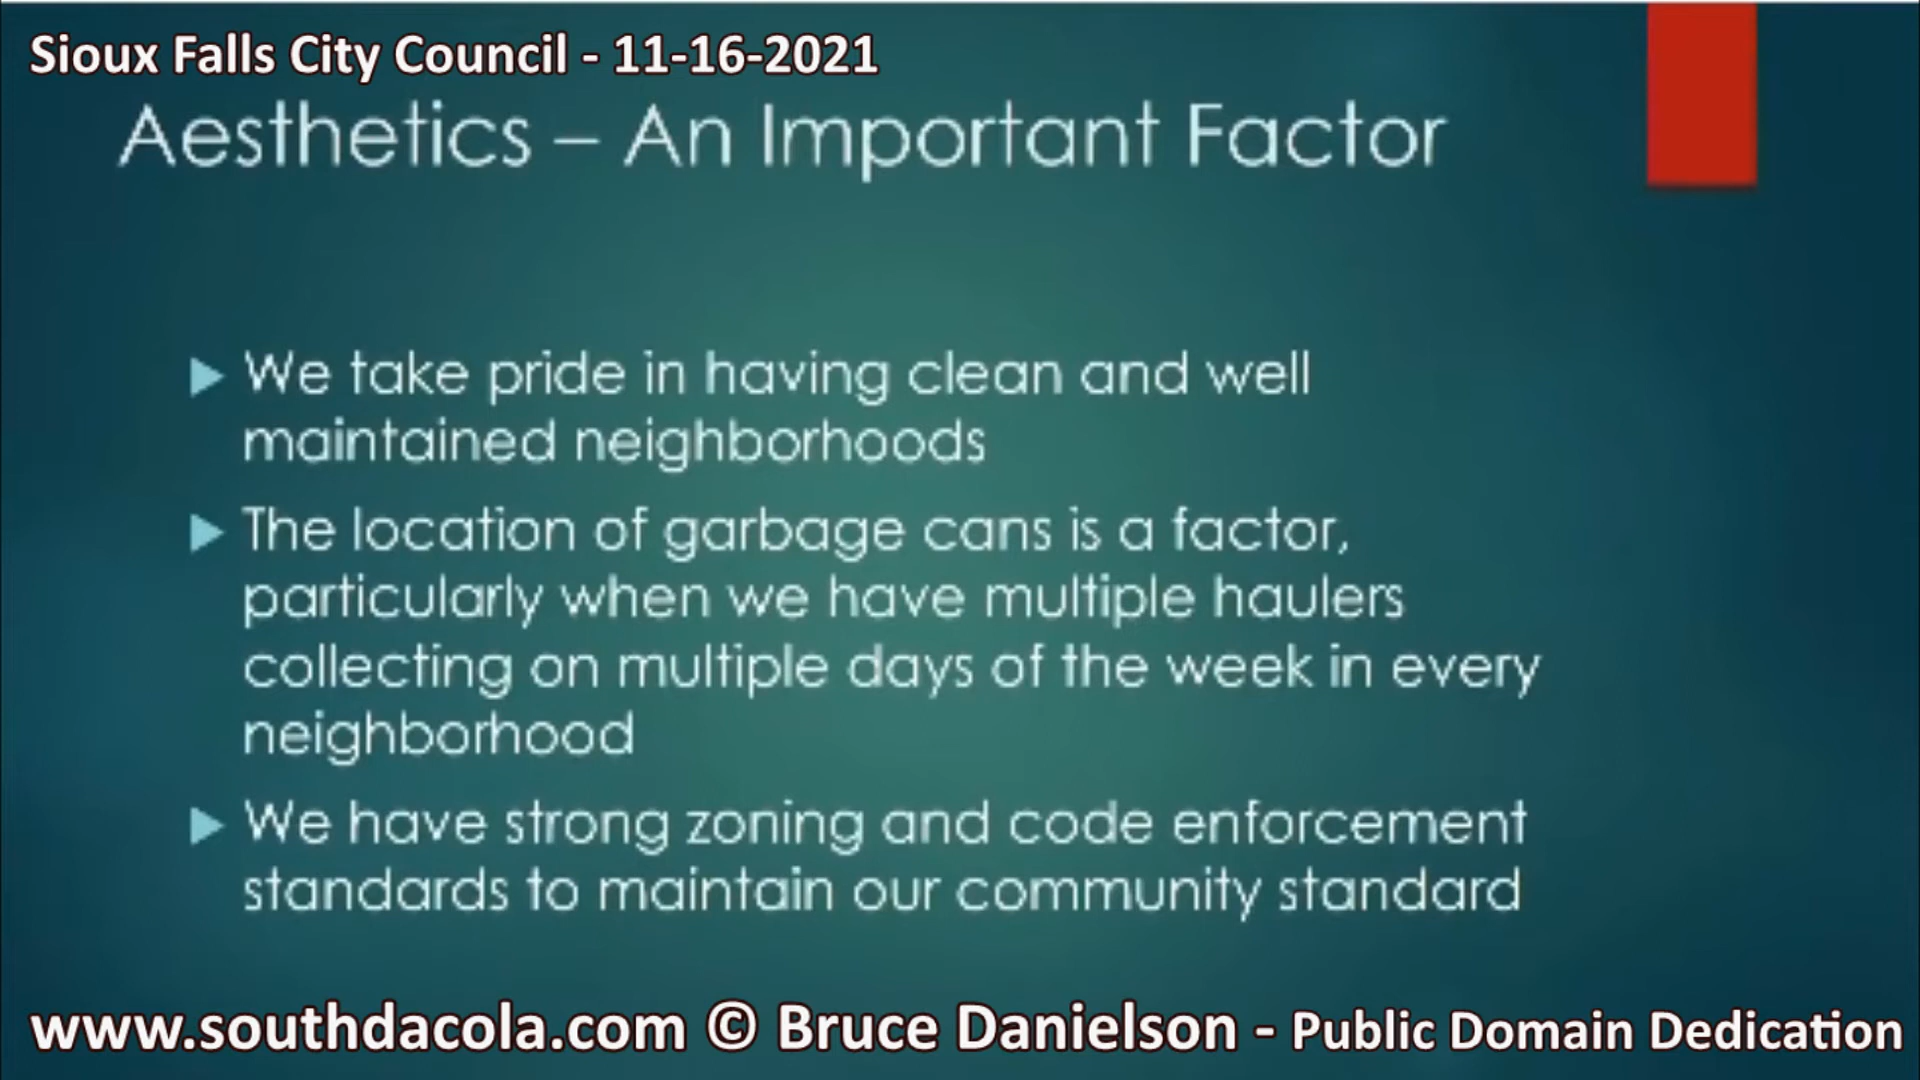 Sioux Falls City Council - 11-16-2021
Aesthetics – An Important Factor
We take pride in having clean and well
maintained neighborhoods
The location of garbage cans is a factor,
particularly when we have multiple haulers
collecting on multiple days of the week in every
neighborhood
We have strong zoning and code enforcement
standards to maintain our community standard
www.southdacola.com © Bruce Danielson - Public Domain Dedication